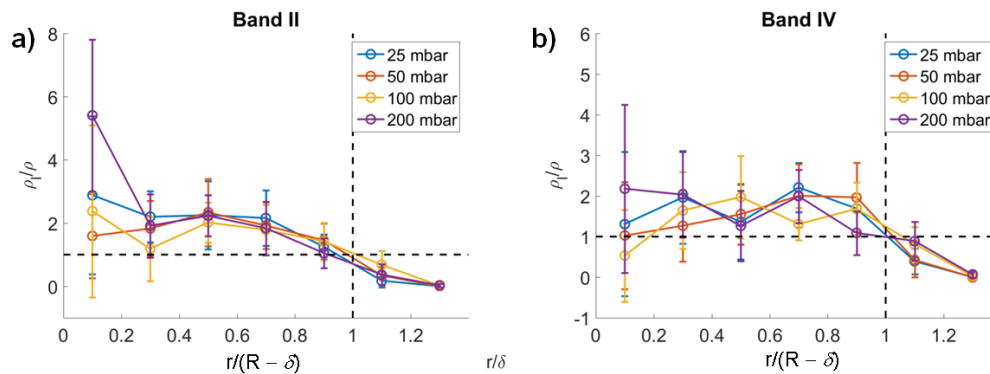 Band II
a)
8
6
4
2
0
ρ_l/ρ
0
0.2
0.4
0.6
0.8
1
1.2
r/(R − δ)
25 mbar
50 mbar
100 mbar
200 mbar
r/δ
Band IV
b)
6
5
4
3
2
1
0
-1
ρ_l/ρ
0
0.2
0.4
0.6
0.8
1
1.2
r/(R − δ)
25 mbar
50 mbar
100 mbar
200 mbar